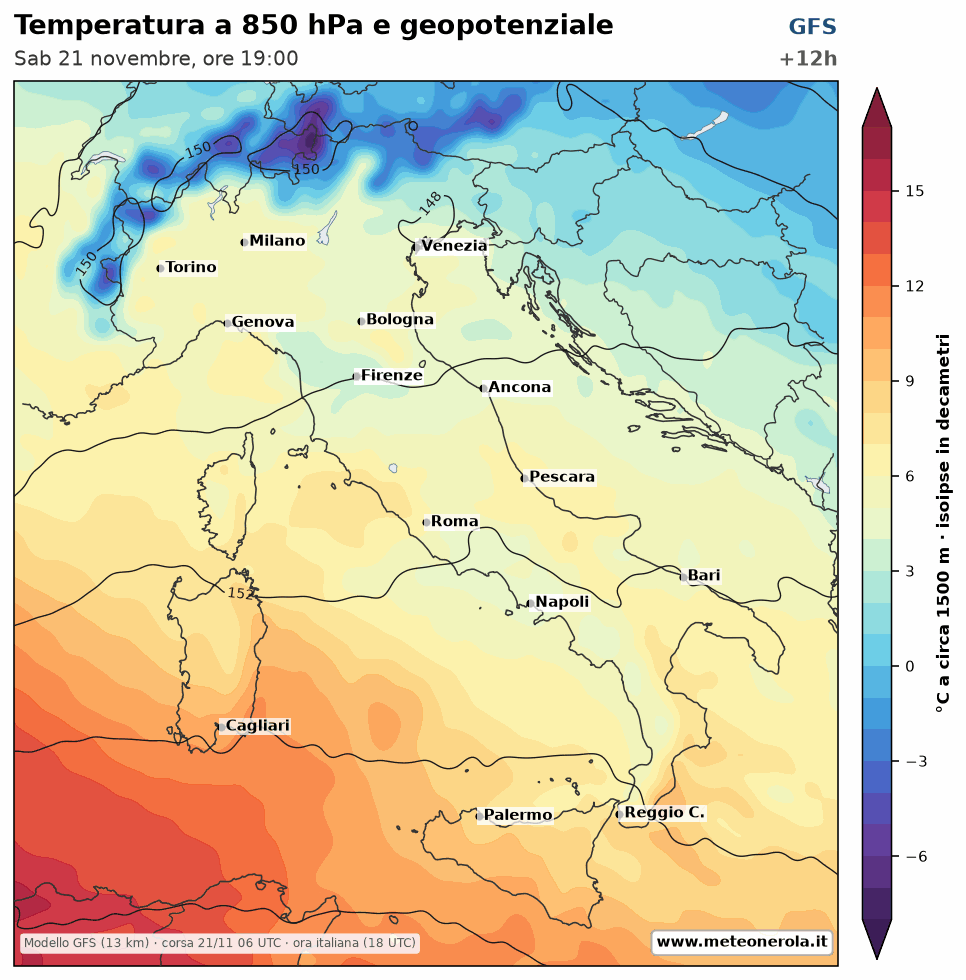 Temperatura a 850 hPa e geopotenziale
GFS
Sab 21 novembre, ore 19:00
+12h
150
150
148
150
Milano
Venezia
Torino
Genova
Bologna
Firenze
Ancona
Pescara
Roma
Bari
152
Napoli
Cagliari
Palermo
Reggio C.
15
12
9
6
3
0
−3
−6
°C a circa 1500 m · isoipse in decametri
Modello GFS (13 km) · corsa 21/11 06 UTC · ora italiana (18 UTC)
www.meteonerola.it